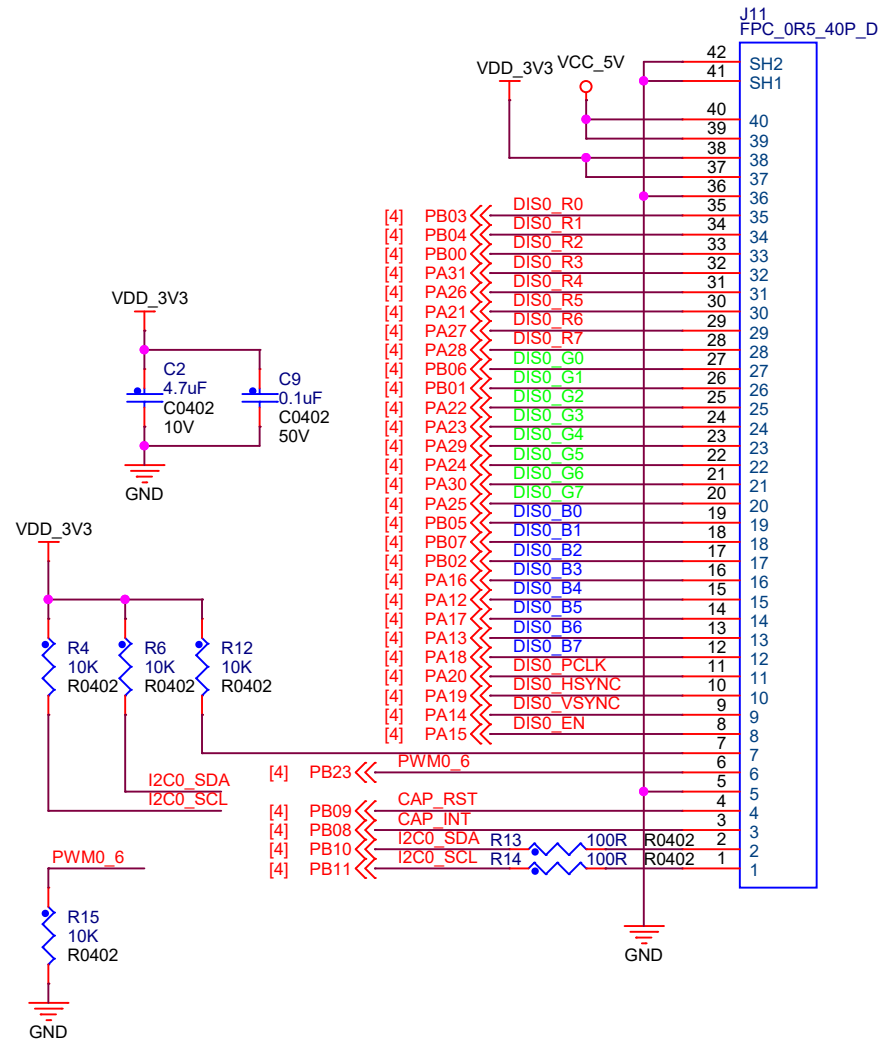 J11
FPC_0R5_40P_D
VDD_3V3
VCC_5V
42 SH2
41 SH1
40 40
39 39
38 38
37 37
36 36
[4] PB03 DIS0_R0 35 35
[4] PB04 DIS0_R1 34 34
[4] PB00 DIS0_R2 33 33
[4] PA31 DIS0_R3 32 32
[4] PA26 DIS0_R4 31 31
[4] PA21 DIS0_R5 30 30
[4] PA27 DIS0_R6 29 29
[4] PA28 DIS0_R7 28 28
[4] PB06 DIS0_G0 27 27
[4] PB01 DIS0_G1 26 26
[4] PA22 DIS0_G2 25 25
[4] PA23 DIS0_G3 24 24
[4] PA29 DIS0_G4 23 23
[4] PA24 DIS0_G5 22 22
[4] PA30 DIS0_G6 21 21
[4] PA25 DIS0_G7 20 20
[4] PB05 DIS0_B0 19 19
[4] PB07 DIS0_B1 18 18
[4] PB02 DIS0_B2 17 17
[4] PA16 DIS0_B3 16 16
[4] PA12 DIS0_B4 15 15
[4] PA17 DIS0_B5 14 14
[4] PA13 DIS0_B6 13 13
[4] PA18 DIS0_B7 12 12
[4] PA20 DIS0_PCLK 11 11
[4] PA19 DIS0_HSYNC 10 10
[4] PA14 DIS0_VSYNC 9 9
[4] PA15 DIS0_EN 8 8
7 7
[4] PB23 PWM0_6 6 6
5 5
[4] PB09 CAP_RST 4 4
[4] PB08 CAP_INT 3 3
[4] PB10 I2C0_SDA R13 100R R0402 2 2
[4] PB11 I2C0_SCL R14 100R R0402 1 1
GND
VDD_3V3
C2
4.7uF
C0402
10V
C9
0.1uF
C0402
50V
GND
VDD_3V3
R4
10K
R0402
R6
10K
R0402
R12
10K
R0402
I2C0_SDA
I2C0_SCL
PWM0_6
R15
10K
R0402
GND